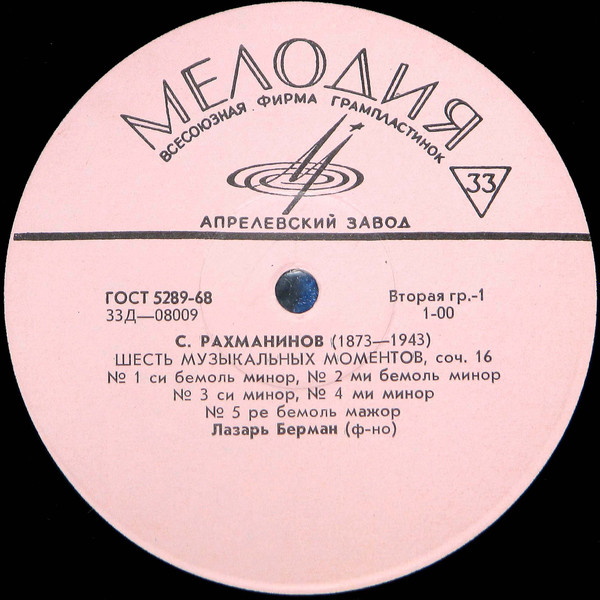 МЕЛОДИЯ
ВСЕСОЮЗНАЯ ФИРМА ГРАМПЛАСТИНОК
33
АПРЕЛЕВСКИЙ ЗАВОД
ГОСТ 5289-68 Вторая гр.-1
33Д—08009 1-00
С. РАХМАНИНОВ (1873—1943)
ШЕСТЬ МУЗЫКАЛЬНЫХ МОМЕНТОВ, соч. 16
№ 1 си бемоль минор, № 2 ми бемоль минор
№ 3 си минор, № 4 ми минор
№ 5 ре бемоль мажор
Лазарь Берман (ф-но)